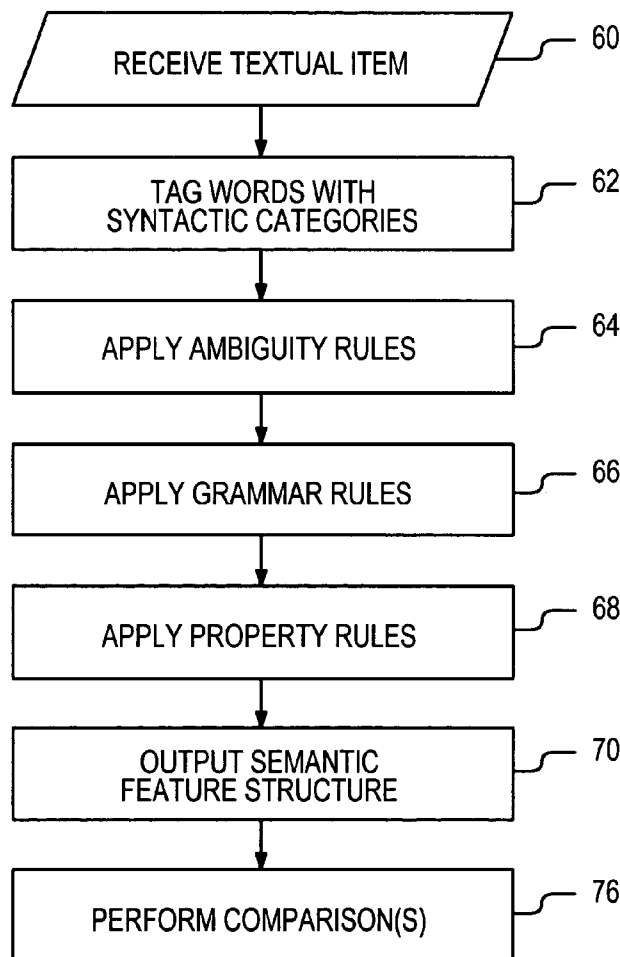 RECEIVE TEXTUAL ITEM
60
TAG WORDS WITH
SYNTACTIC CATEGORIES
62
APPLY AMBIGUITY RULES
64
APPLY GRAMMAR RULES
66
APPLY PROPERTY RULES
68
OUTPUT SEMANTIC
FEATURE STRUCTURE
70
PERFORM COMPARISON(S)
76